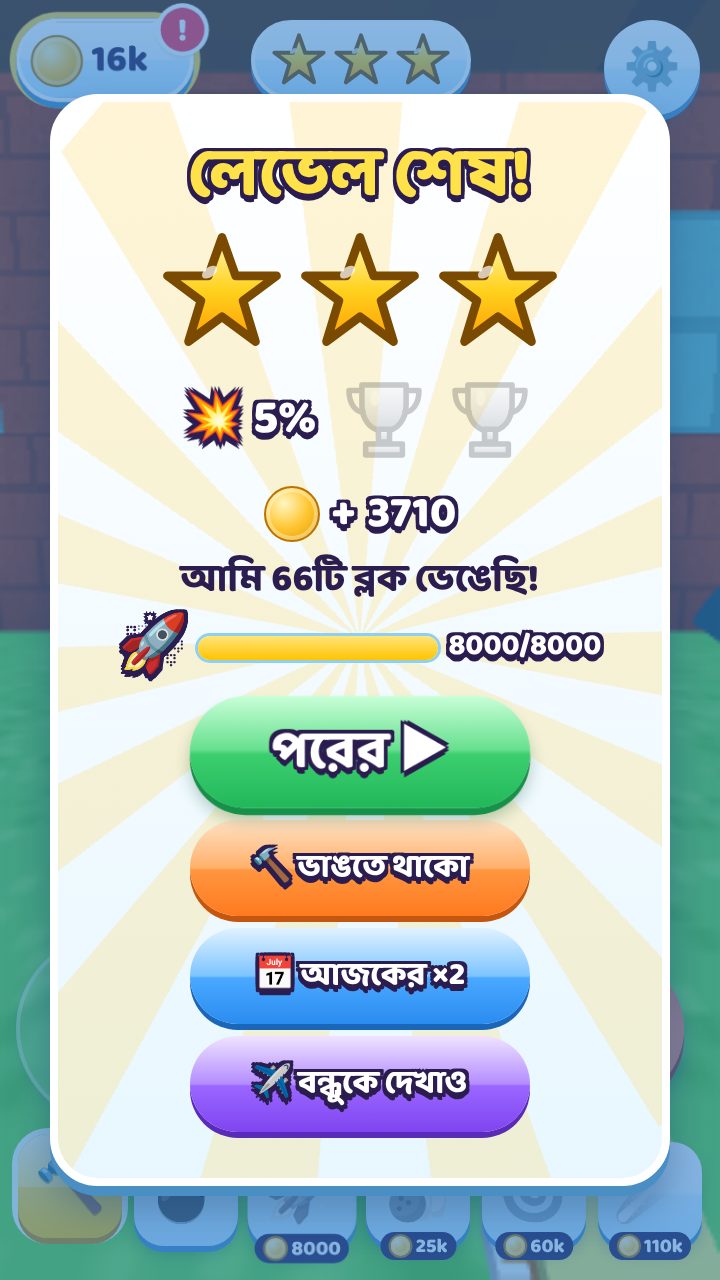 16k !
লেভেল শেষ!
5%
+ 3710
আমি 66টি ব্লক ভেঙেছি!
8000/8000
পরের
ভাঙতে থাকো
July 17 আজকের ×2
বন্ধুকে দেখাও
8000 25k 60k 110k